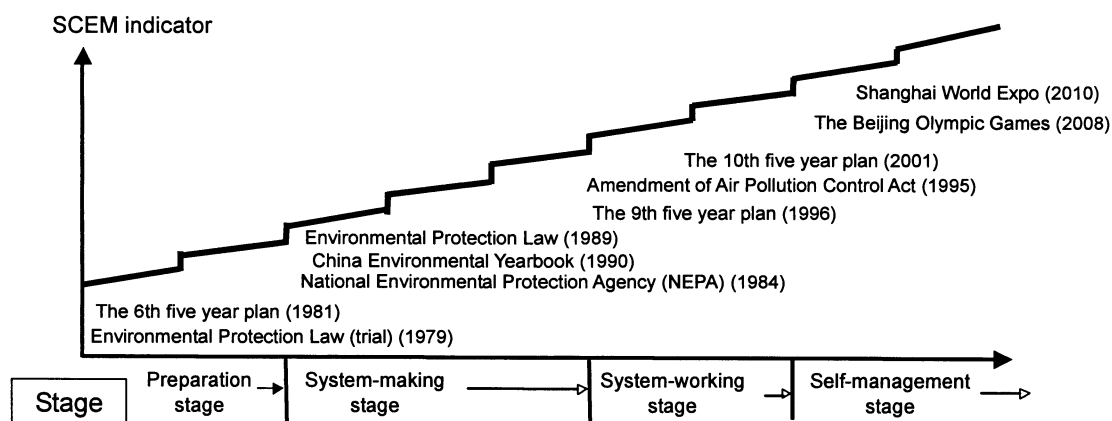 SCEM indicator
Shanghai World Expo (2010)
The Beijing Olympic Games (2008)
The 10th five year plan (2001)
Amendment of Air Pollution Control Act (1995)
The 9th five year plan (1996)
Environmental Protection Law (1989)
China Environmental Yearbook (1990)
National Environmental Protection Agency (NEPA) (1984)
The 6th five year plan (1981)
Environmental Protection Law (trial) (1979)
Stage
Preparation
stage
System-making
stage
System-working
stage
Self-management
stage